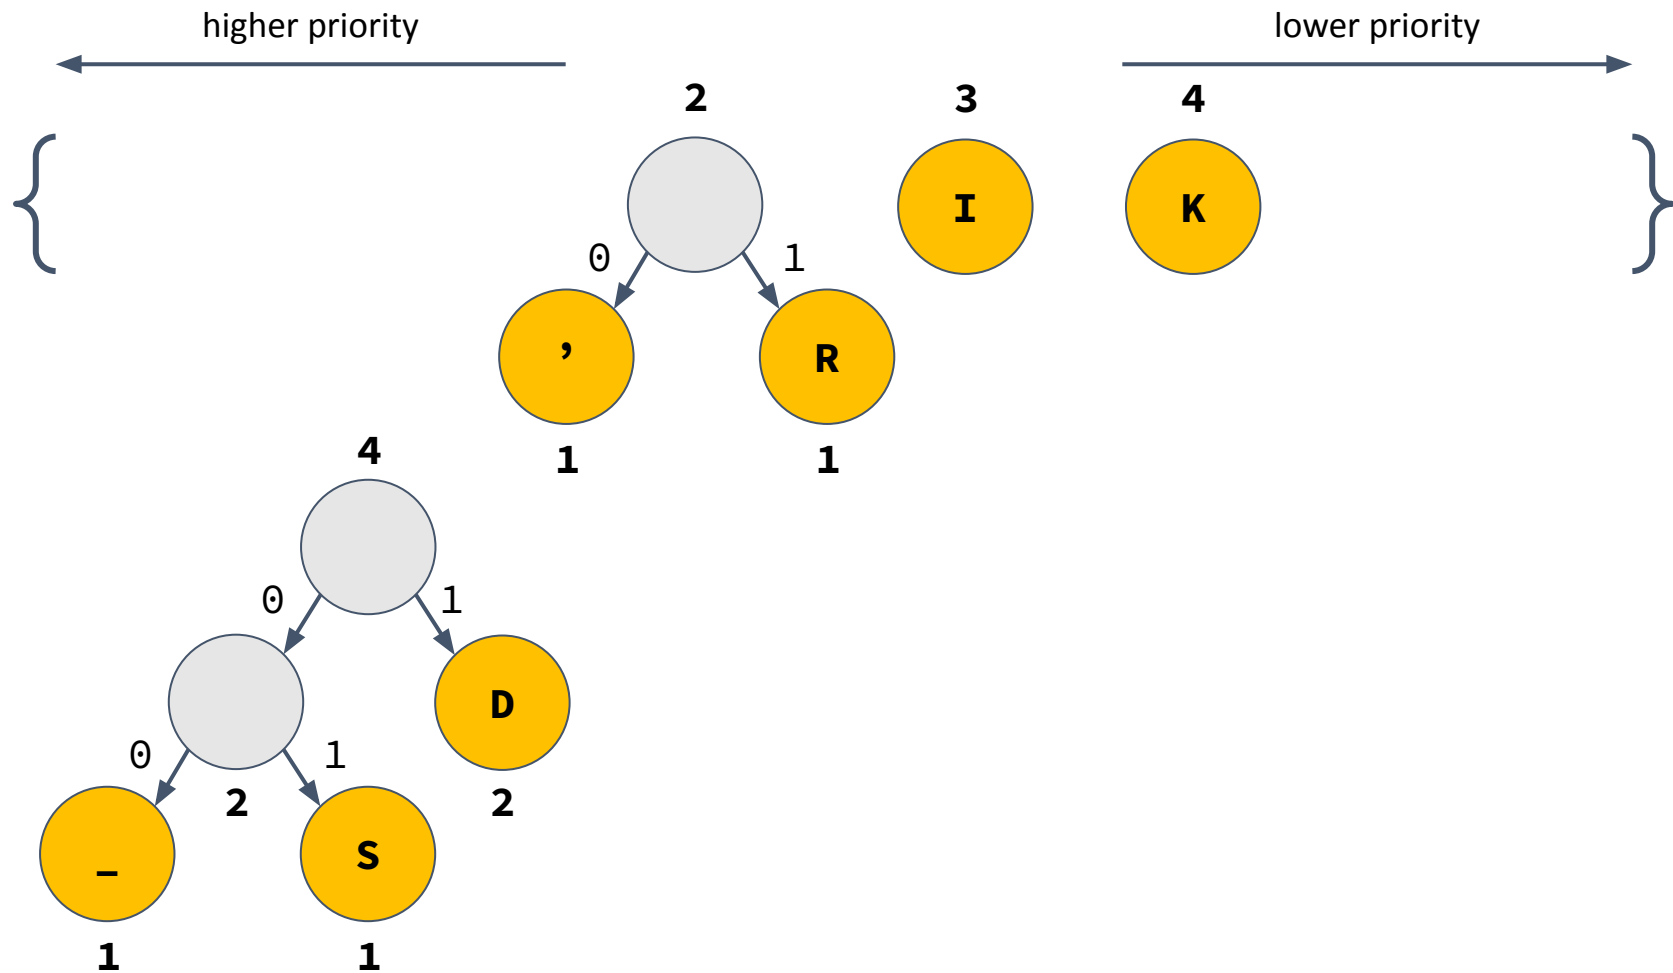 higher priority
lower priority
2 3 4
{ I K }
0 1
’ R
1 1
4
0 1
D
0 1
2 2
_ S
1 1